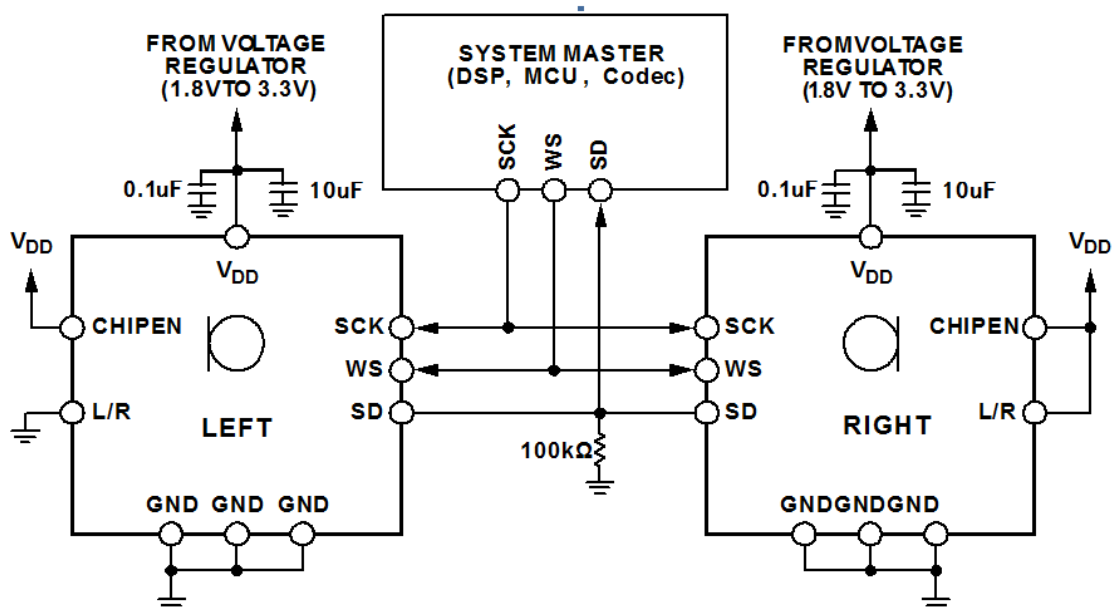 FROM VOLTAGE
REGULATOR
(1.8VTO 3.3V)
SYSTEM MASTER
(DSP, MCU, Codec)
FROMVOLTAGE
REGULATOR
(1.8V TO 3.3V)
SCK
WS
SD
0.1uF
10uF
0.1uF
10uF
VDD
VDD
VDD
VDD
CHIPEN
SCK
SCK
CHIPEN
WS
WS
L/R
LEFT
SD
SD
RIGHT
L/R
100kΩ
GND GND GND
GNDGNDGND